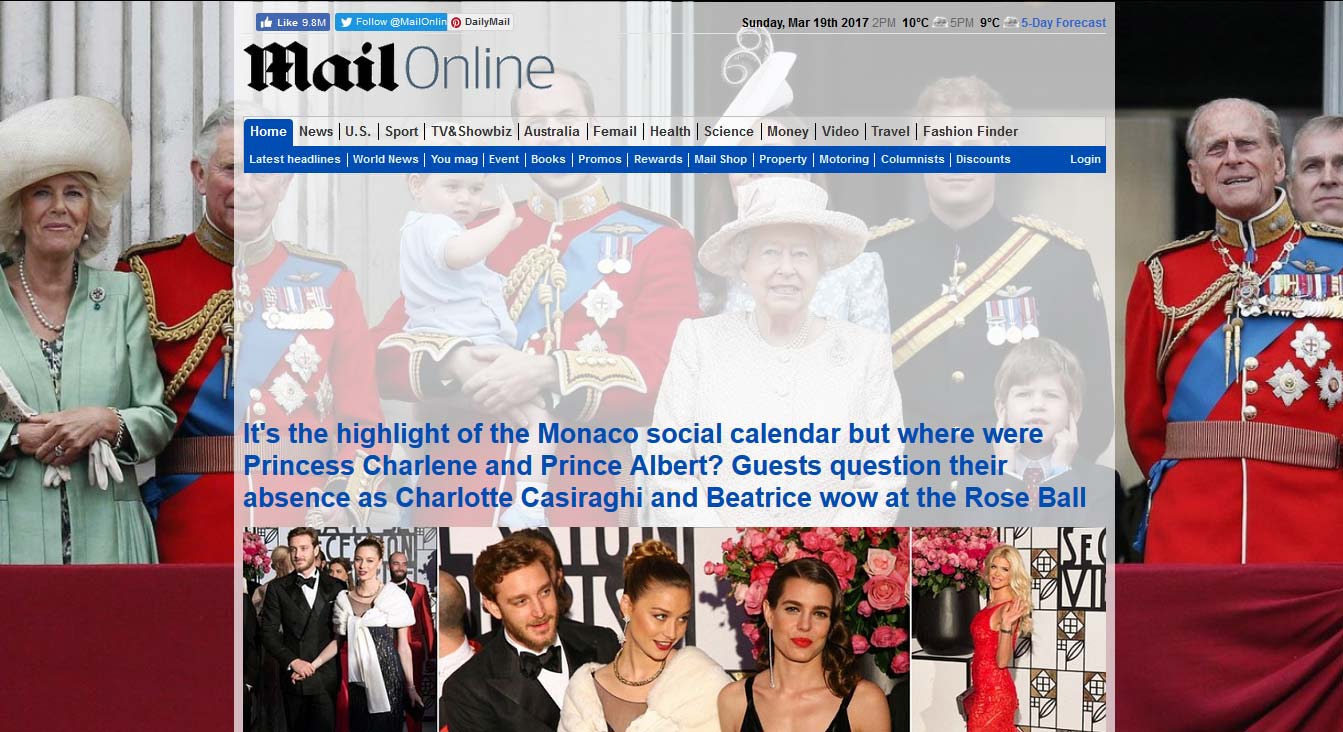 Like 9.8M Follow @MailOnlin DailyMail Sunday, Mar 19th 2017 2PM 10°C 5PM 9°C 5-Day Forecast
Mail Online
Home News U.S. Sport TV&Showbiz Australia Femail Health Science Money Video Travel Fashion Finder
Latest headlines World News You mag Event Books Promos Rewards Mail Shop Property Motoring Columnists Discounts Login
It's the highlight of the Monaco social calendar but where were
Princess Charlene and Prince Albert? Guests question their
absence as Charlotte Casiraghi and Beatrice wow at the Rose Ball